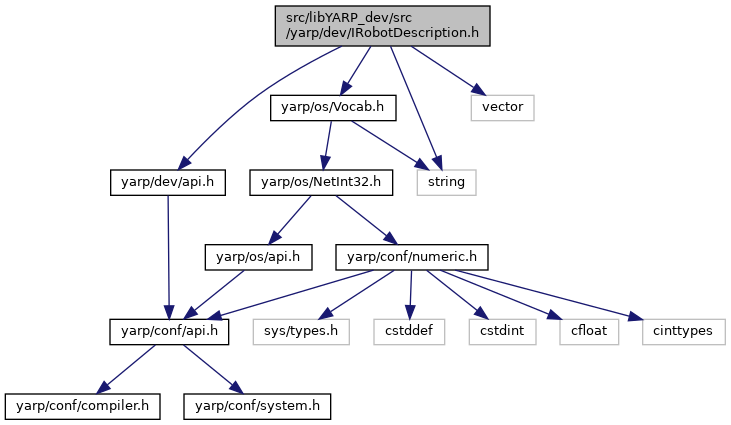 src/libYARP_dev/src
/yarp/dev/IRobotDescription.h
yarp/os/Vocab.h
vector
yarp/dev/api.h
yarp/os/NetInt32.h
string
yarp/os/api.h
yarp/conf/numeric.h
yarp/conf/api.h
sys/types.h
cstddef
cstdint
cfloat
cinttypes
yarp/conf/compiler.h
yarp/conf/system.h